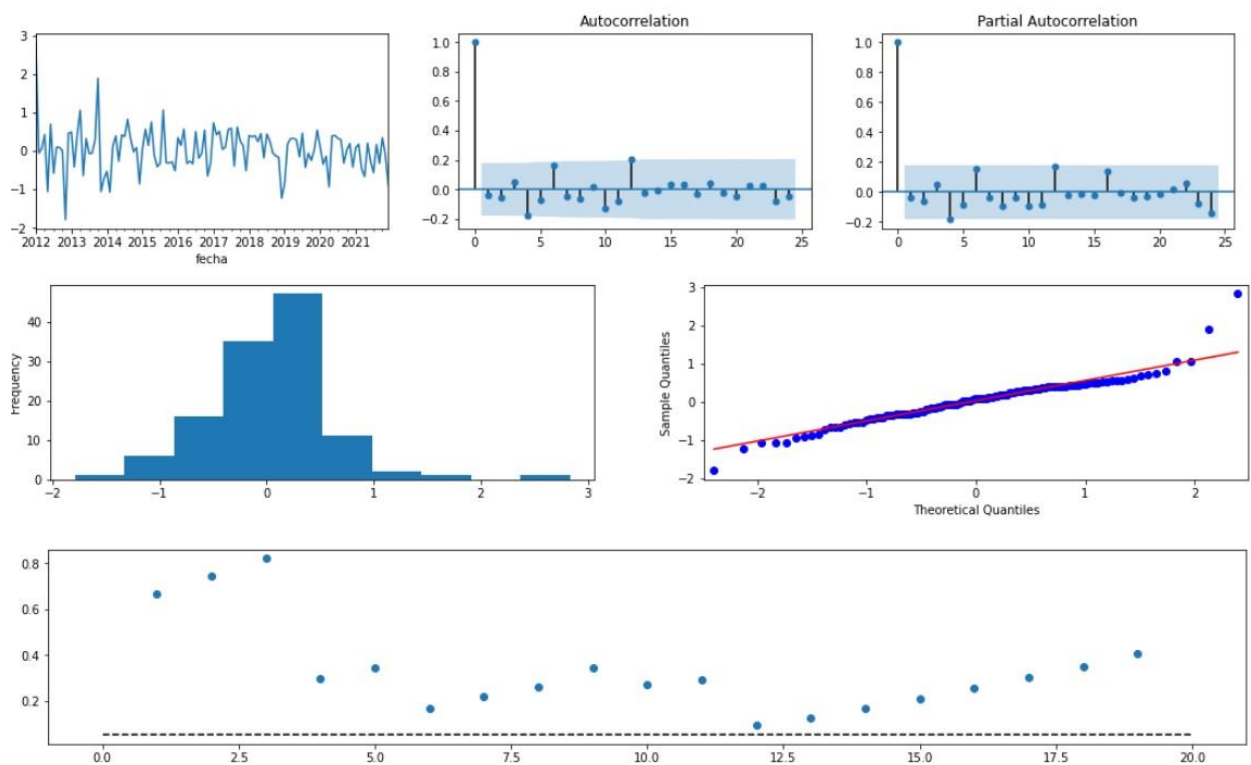 Autocorrelation
Partial Autocorrelation
3
2
1
0
−1
−2
2012 2013 2014 2015 2016 2017 2018 2019 2020 2021
fecha
1.0
0.8
0.6
0.4
0.2
0.0
−0.2
0 5 10 15 20 25
1.0
0.8
0.6
0.4
0.2
0.0
−0.2
0 5 10 15 20 25
Frequency
40
30
20
10
0
−2 −1 0 1 2 3
Sample Quantiles
3
2
1
0
−1
−2
−2 −1 0 1 2
Theoretical Quantiles
0.8
0.6
0.4
0.2
0.0 2.5 5.0 7.5 10.0 12.5 15.0 17.5 20.0